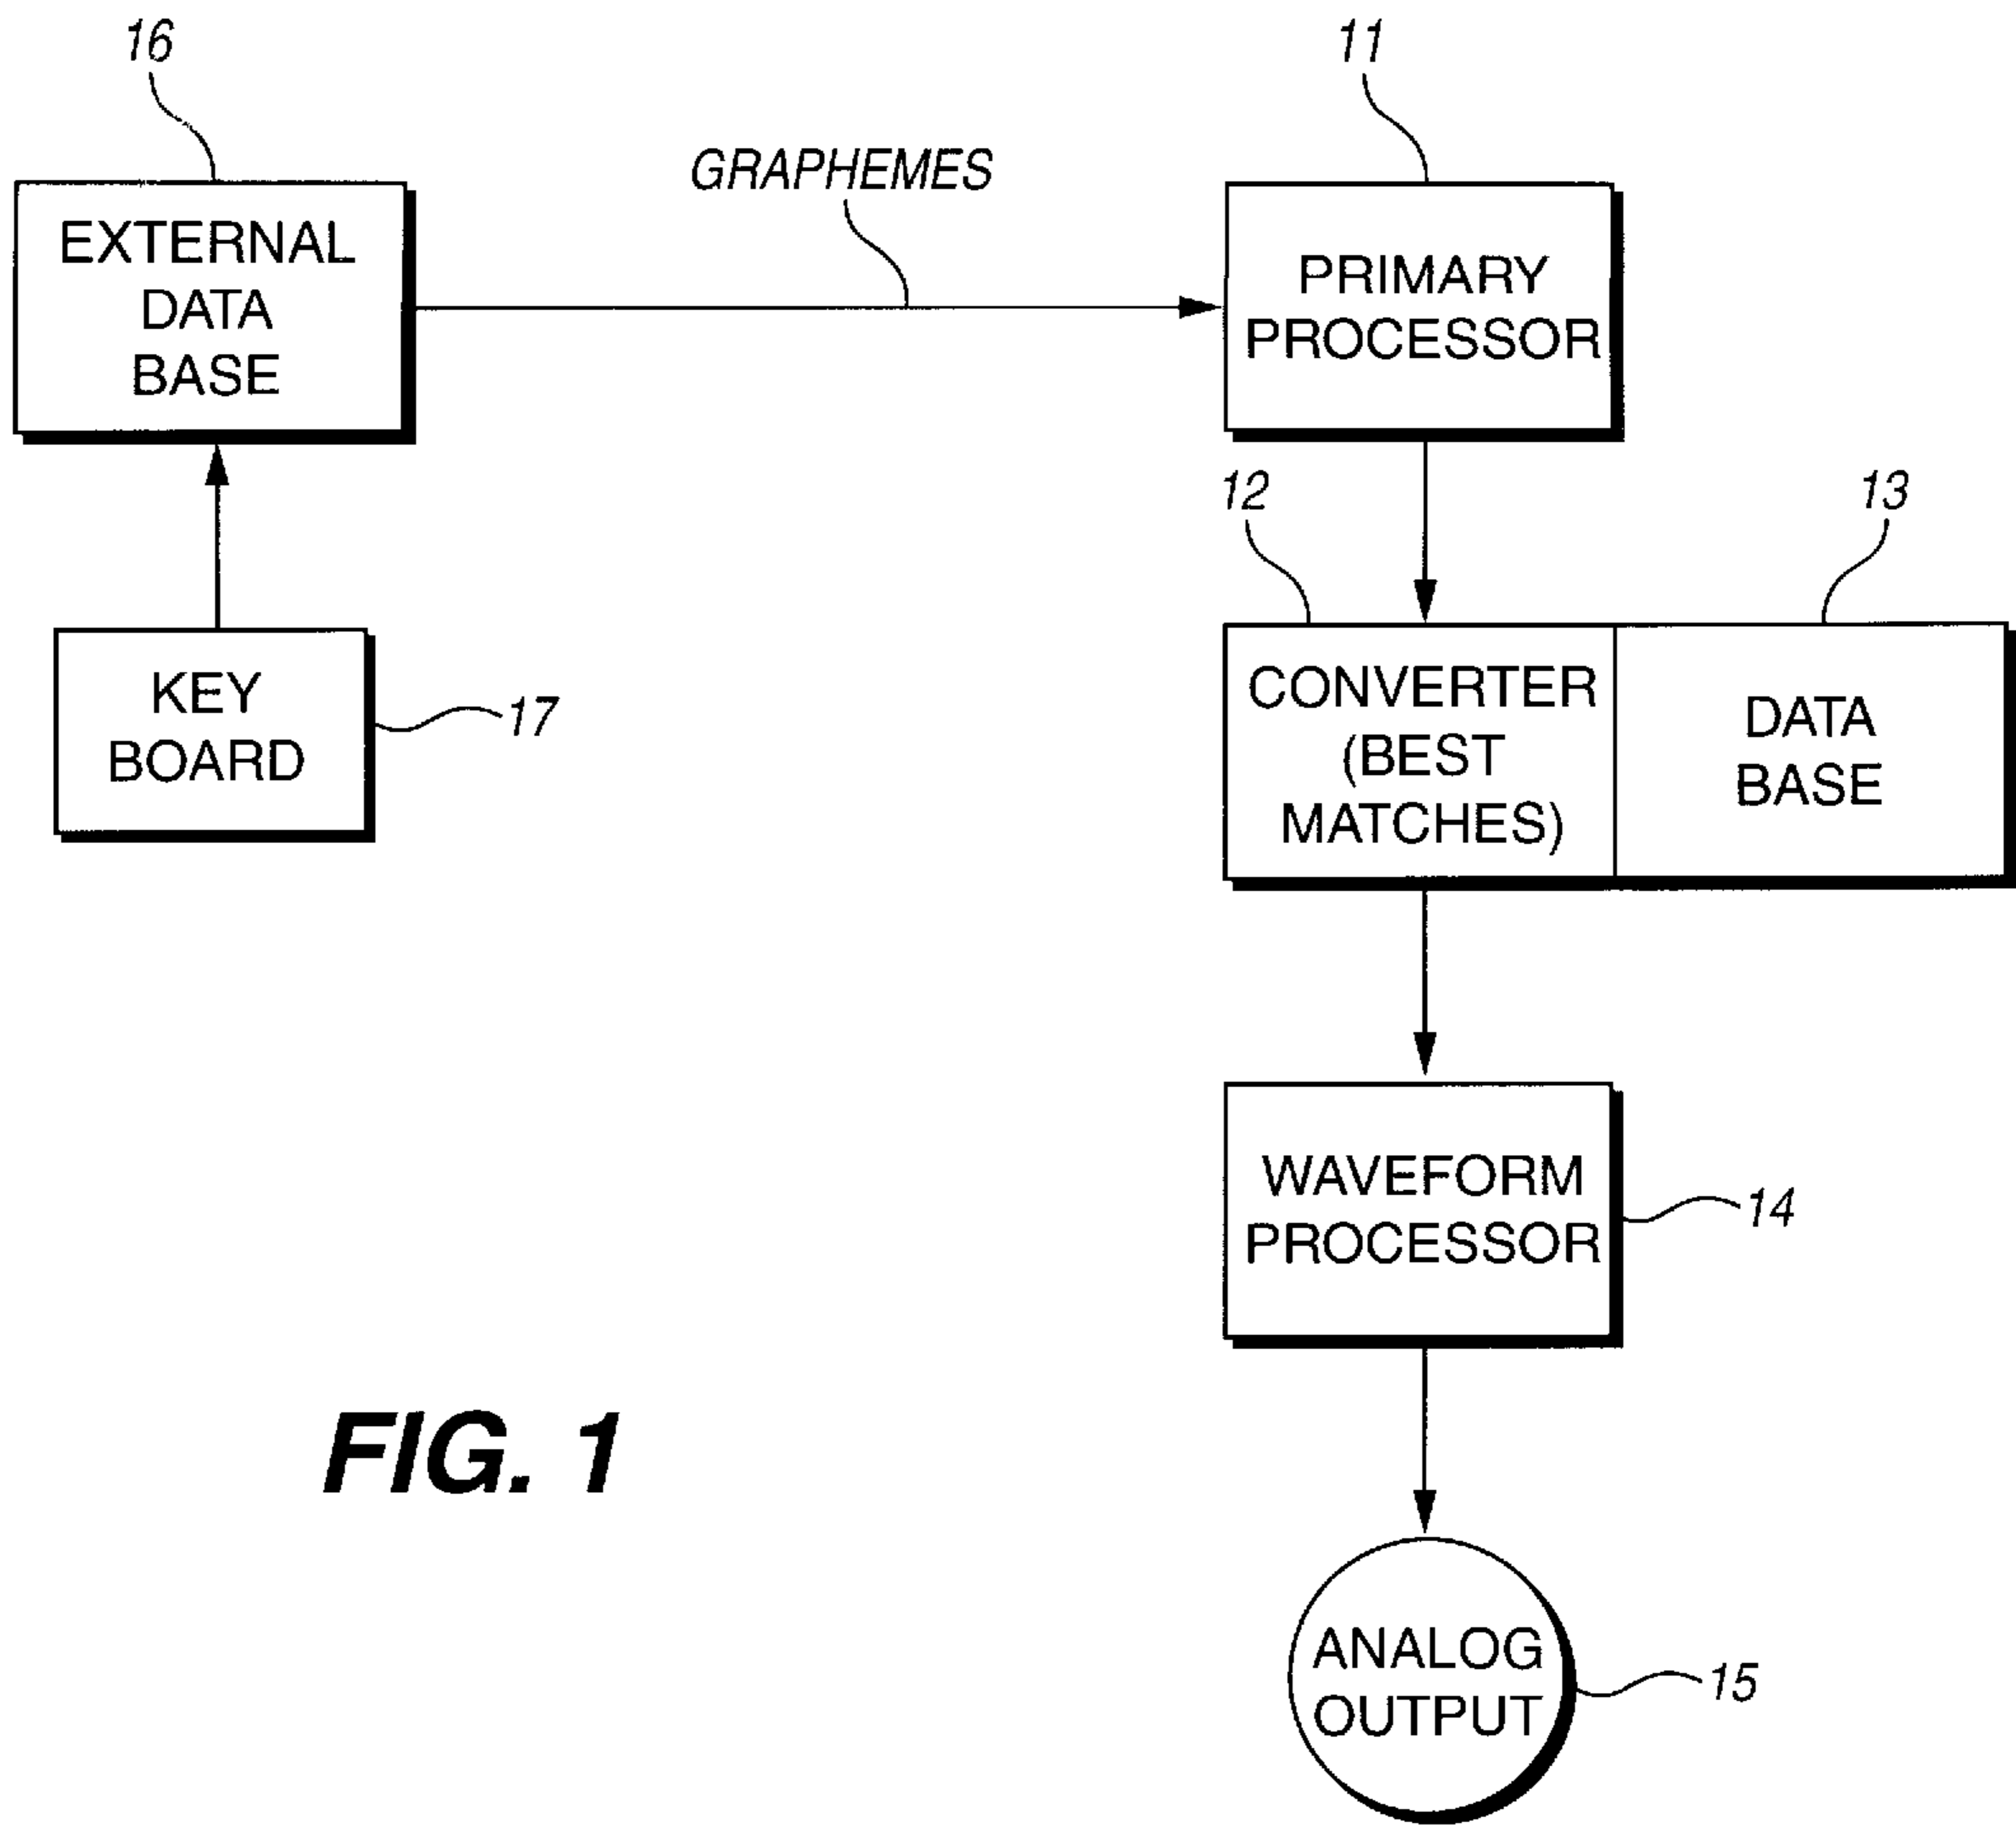 16
11
GRAPHEMES
EXTERNAL
DATA
BASE
PRIMARY
PROCESSOR
12
13
KEY
BOARD
17
CONVERTER
(BEST
MATCHES)
DATA
BASE
WAVEFORM
PROCESSOR
14
FIG. 1
ANALOG
OUTPUT
15